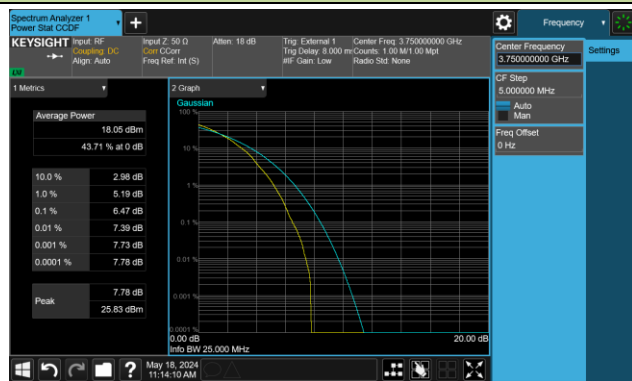 Spectrum Analyzer 1
Power Stat CCDF
Frequency
KEYSIGHT
Input: RF
Coupling: DC
Align: Auto
Input Z: 50 Ω
Corr CCorr
Freq Ref: Int (S)
Atten: 18 dB
Trig: External 1
Trig Delay: 8.000 m
#IF Gain: Low
Center Freq: 3.750000000 GHz
Counts: 1.00 M/1.00 Mpt
Radio Std: None
Center Frequency
3.750000000 GHz
Settings
CF Step
5.000000 MHz
Auto
Man
Freq Offset
0 Hz
1 Metrics
Average Power
18.05 dBm
43.71 % at 0 dB
10.0 % 2.98 dB
1.0 % 5.19 dB
0.1 % 6.47 dB
0.01 % 7.39 dB
0.001 % 7.73 dB
0.0001 % 7.78 dB
Peak
7.78 dB
25.83 dBm
2 Graph
Gaussian
100 %
10 %
1 %
0.1 %
0.01 %
0.001 %
0.0001 %
0.00 dB
20.00 dB
Info BW 25.000 MHz
May 18, 2024
11:14:10 AM